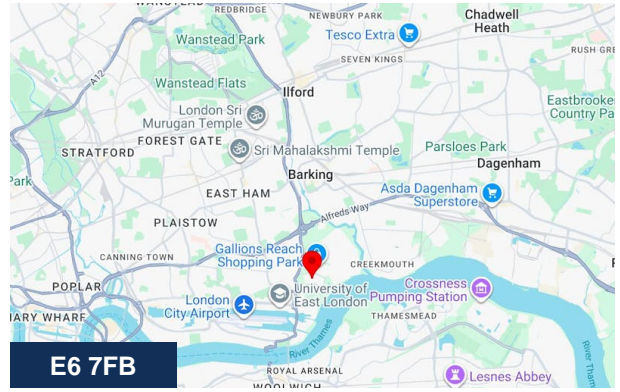 WANSTEAD
REDBRIDGE
NEWBURY PARK
Chadwell
Heath
Wanstead Park
Tesco Extra
SEVEN KINGS
RUSH GRE
A12
Wanstead Flats
Ilford
Eastbrooke
Country Pa
London Sri
Murugan Temple
FOREST GATE
Sri Mahalakshmi Temple
Parsloes Park
STRATFORD
Dagenham
Park
Barking
EAST HAM
Asda Dagenham
Superstore
Alfreds Way
PLAISTOW
Gallions Reach
Shopping Park
CANNING TOWN
CREEKMOUTH
POPLAR
University of
East London
Crossness
Pumping Station
London
City Airport
THAMESMEAD
NARY WHARF
River Thames
River Thames
E6 7FB
ROYAL ARSENAL
Lesnes Abbey
WOOLWICH